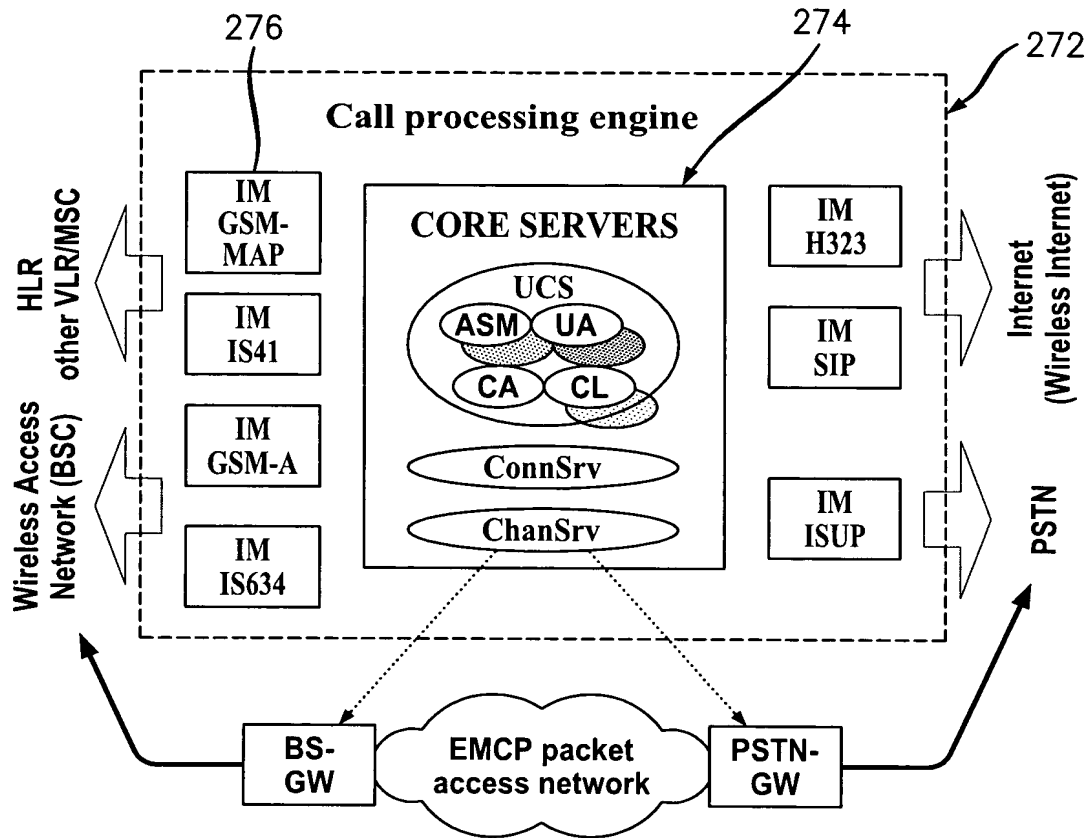 276
274
272
Call processing engine
IM
GSM-
MAP
IM
IS41
IM
GSM-A
IM
IS634
CORE SERVERS
UCS
ASM
UA
CA
CL
ConnSrv
ChanSrv
IM
H323
IM
SIP
IM
ISUP
HLR
other VLR/MSC
Wireless Access
Network (BSC)
Internet
(Wireless Internet)
PSTN
BS-
GW
EMCP packet
access network
PSTN-
GW